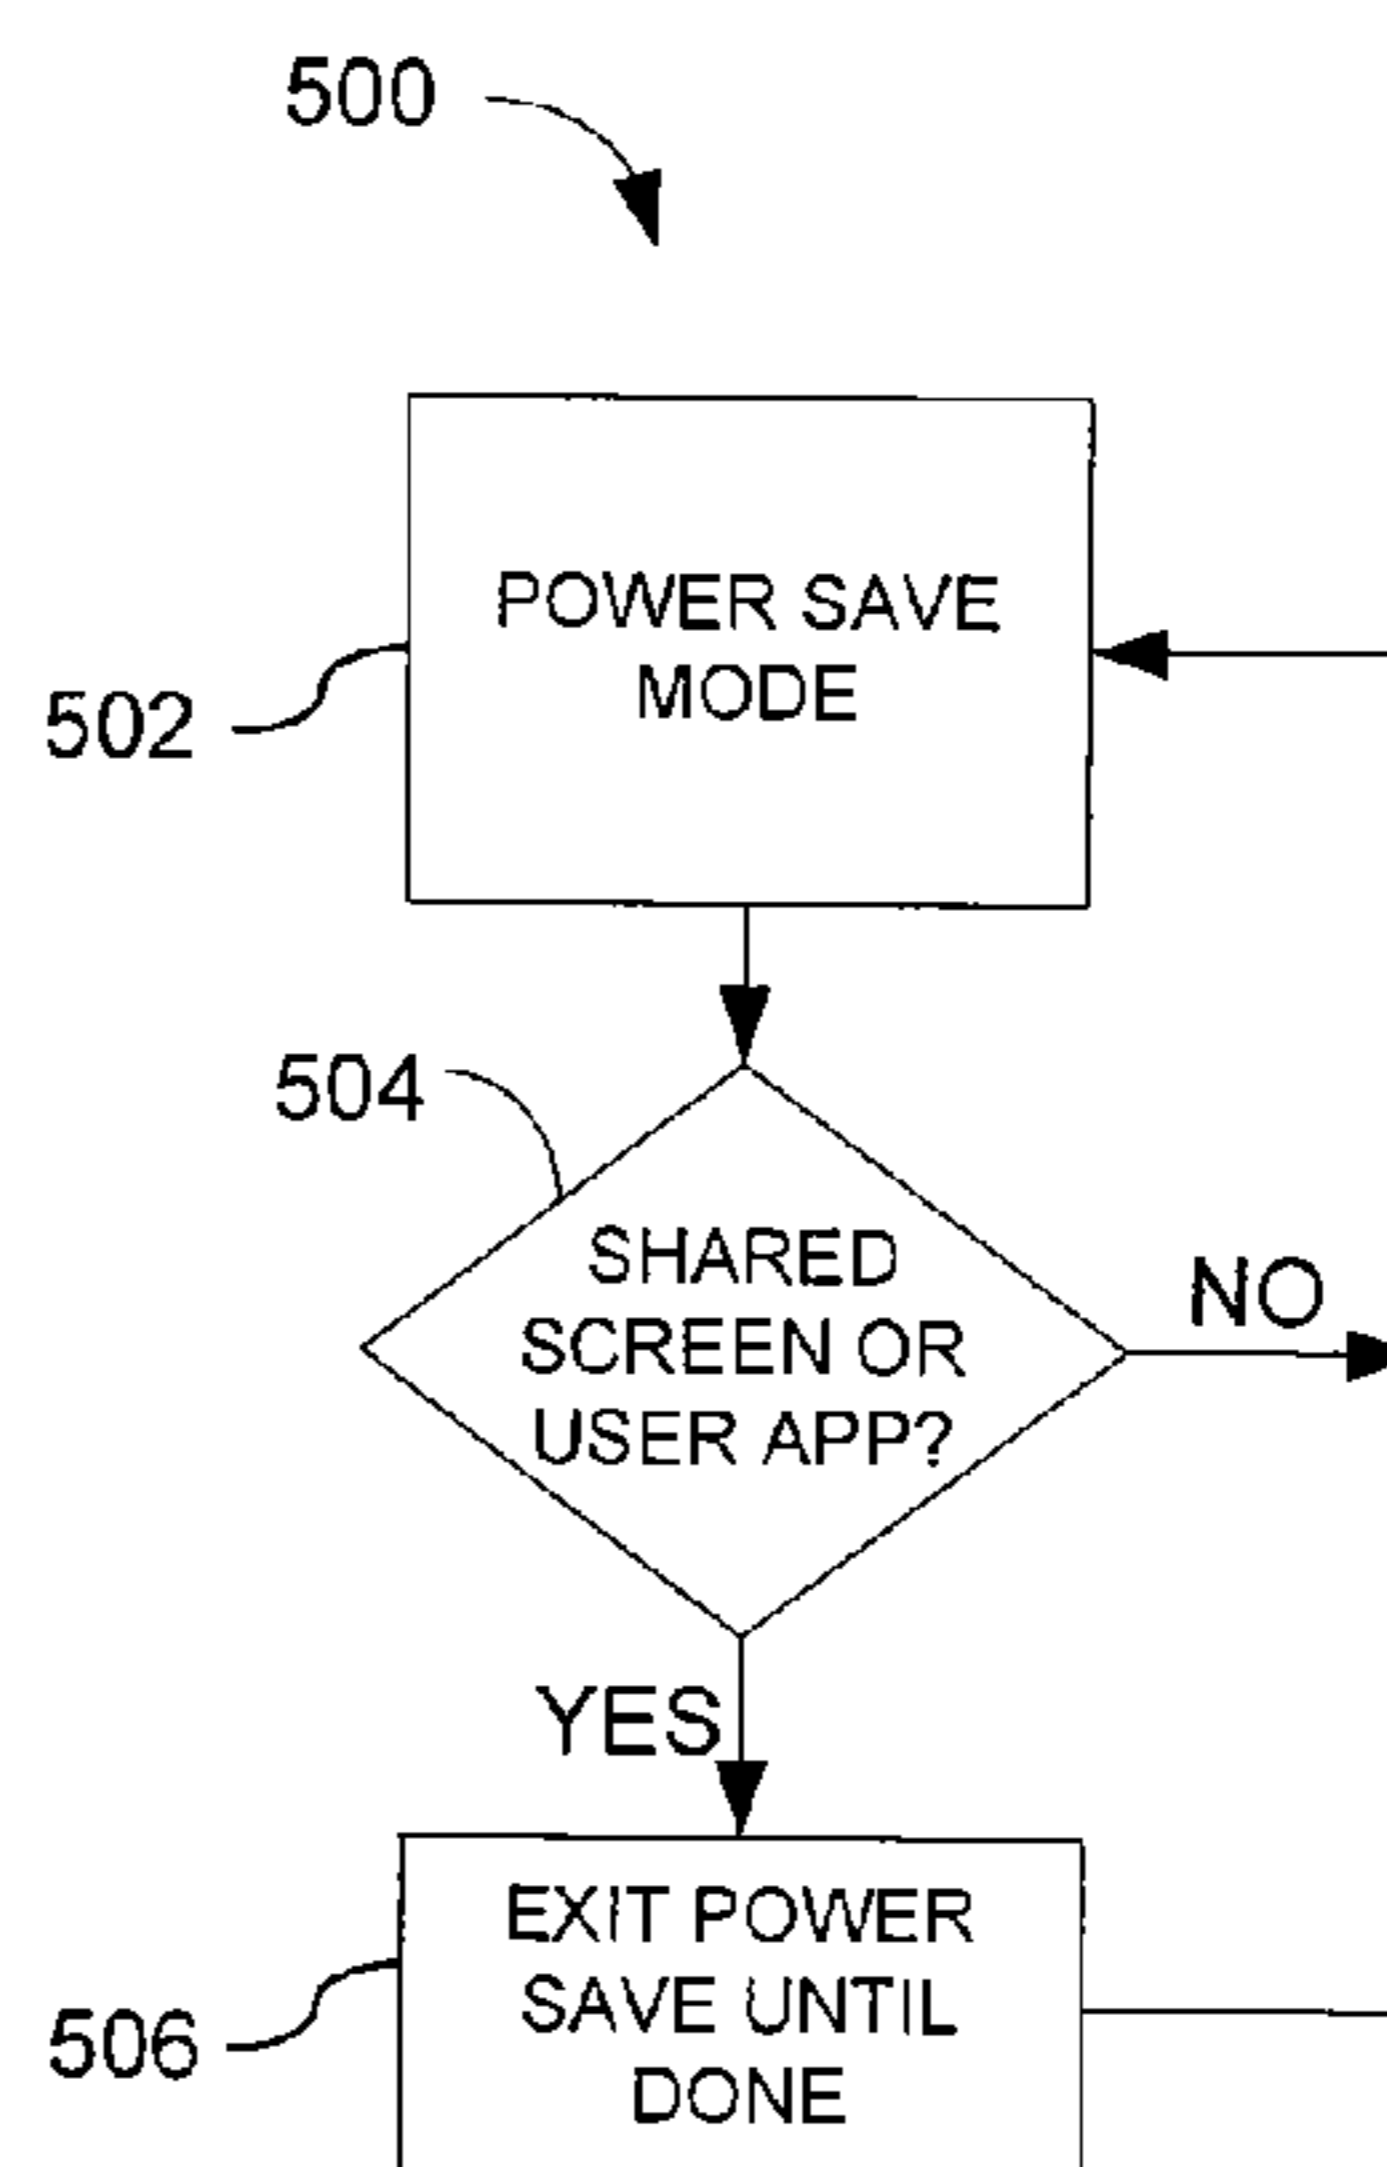 500
POWER SAVE
MODE
502
504
SHARED
SCREEN OR
USER APP?
NO
YES
EXIT POWER
SAVE UNTIL
DONE
506